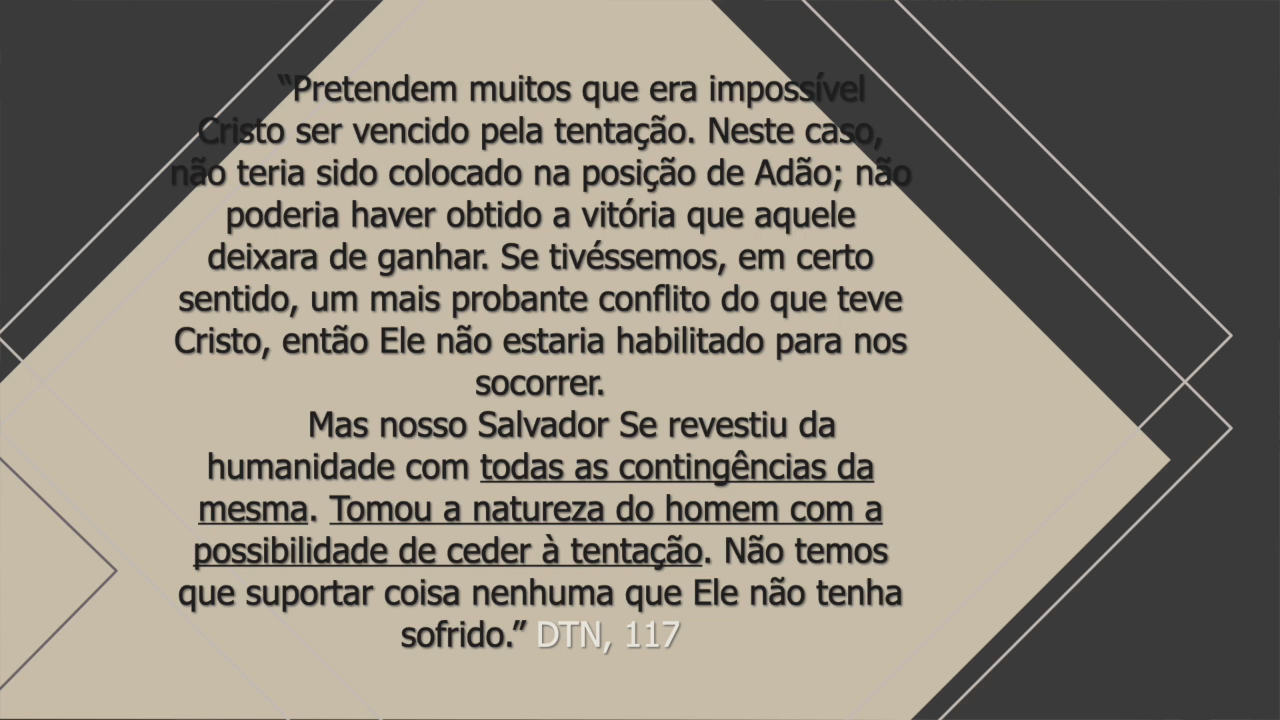 “Pretendem muitos que era impossível
Cristo ser vencido pela tentação. Neste caso,
não teria sido colocado na posição de Adão; não
poderia haver obtido a vitória que aquele
deixara de ganhar. Se tivéssemos, em certo
sentido, um mais probante conflito do que teve
Cristo, então Ele não estaria habilitado para nos
socorrer.
Mas nosso Salvador Se revestiu da
humanidade com todas as contingências da
mesma. Tomou a natureza do homem com a
possibilidade de ceder à tentação. Não temos
que suportar coisa nenhuma que Ele não tenha
sofrido.” DTN, 117